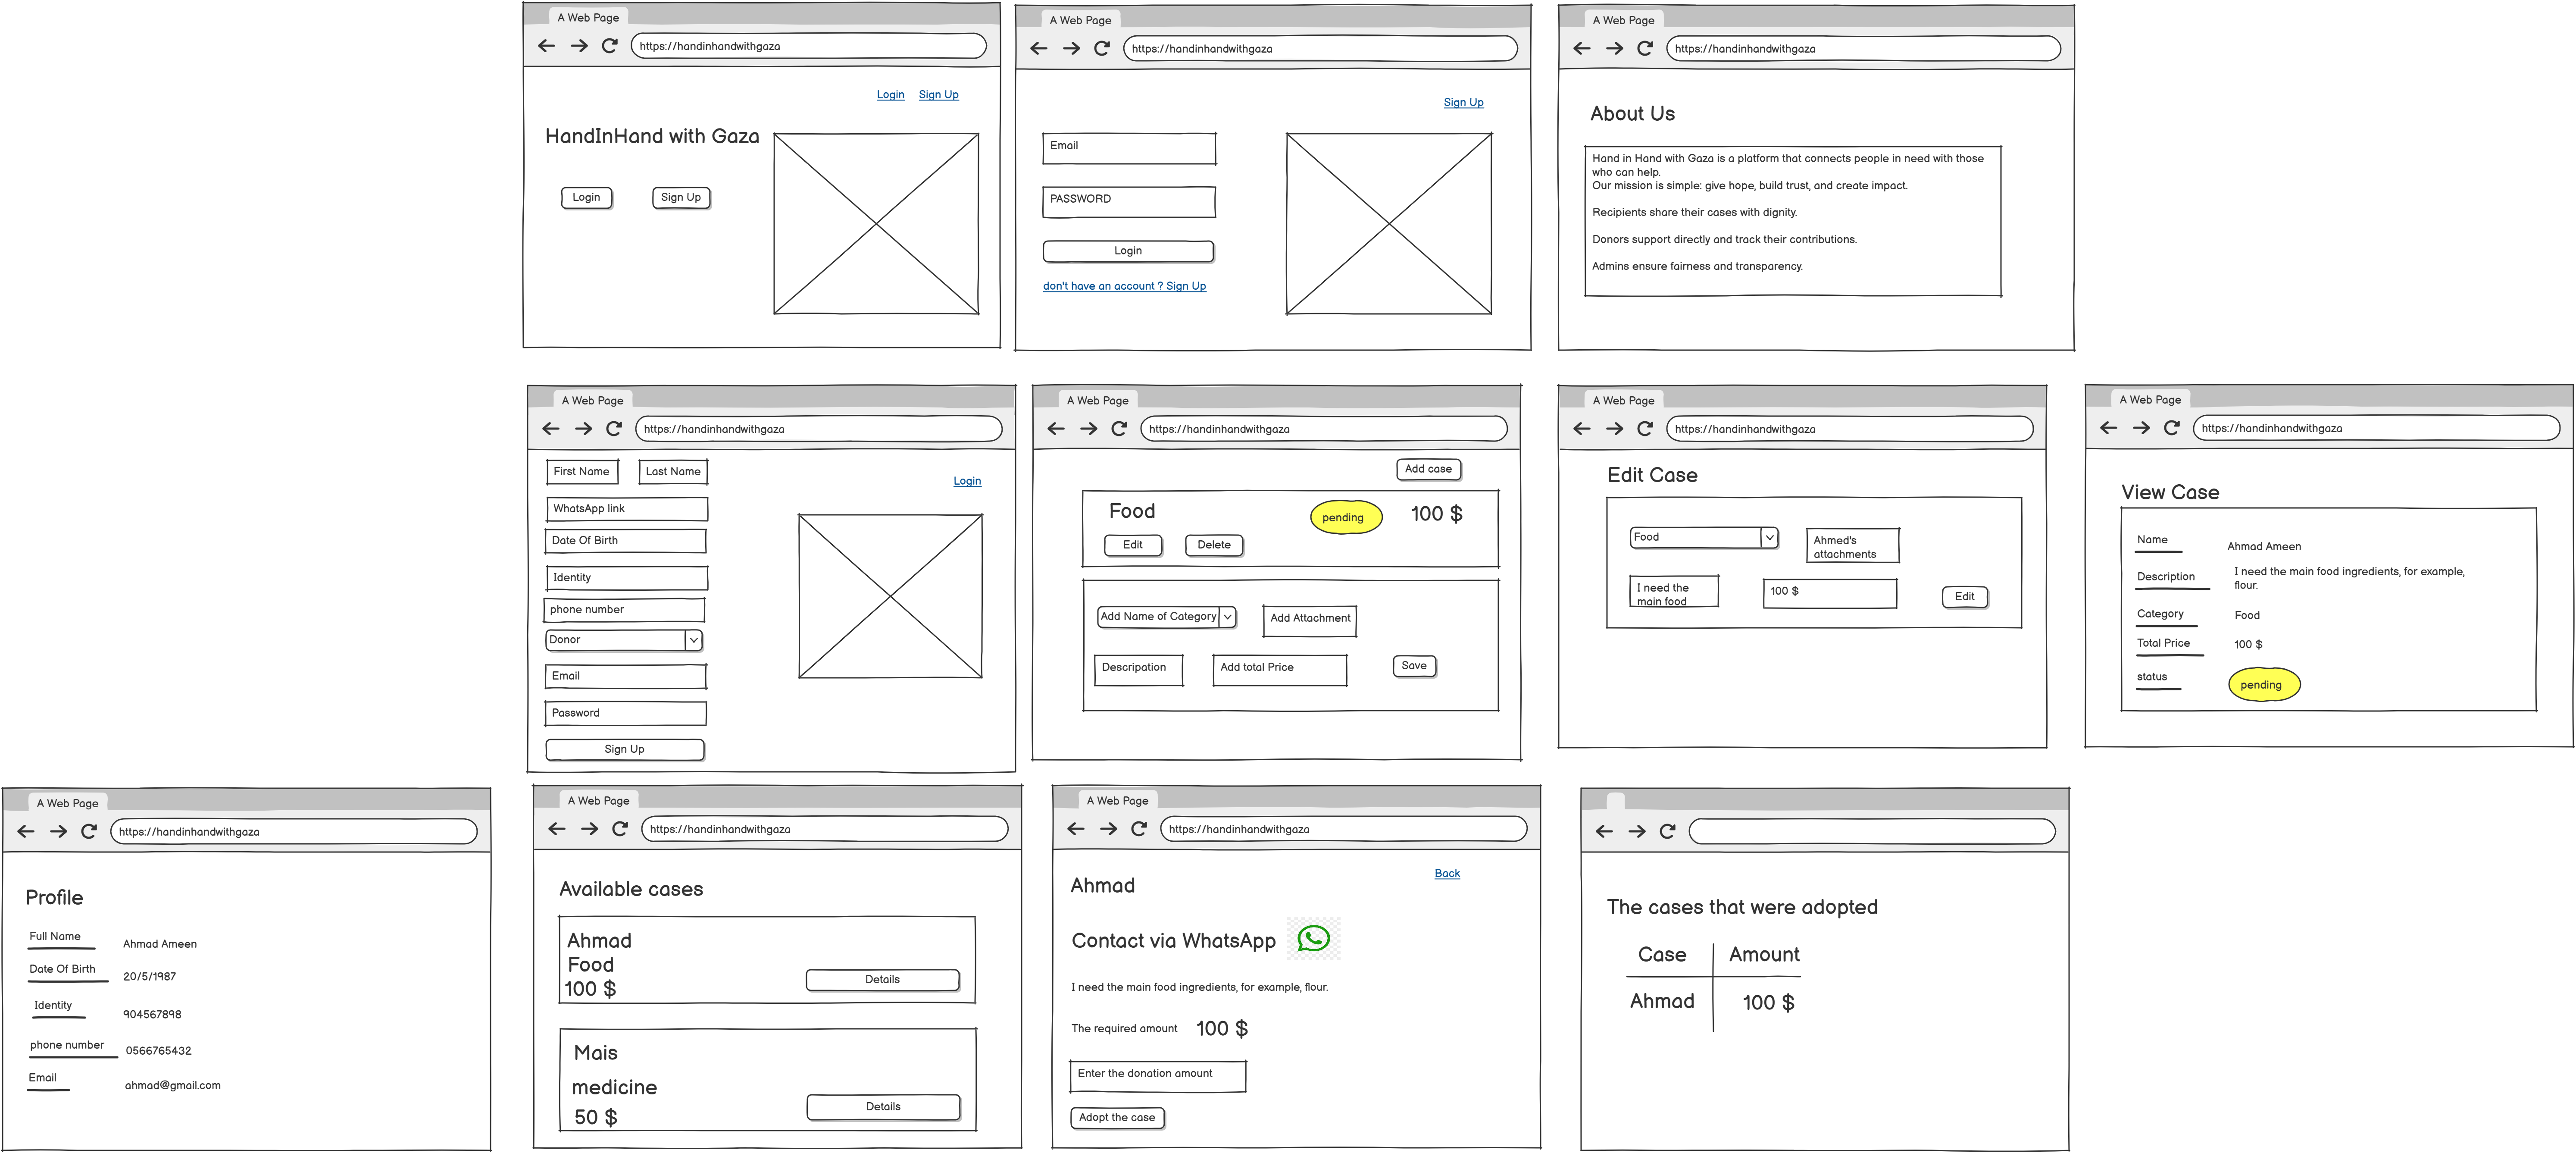 A Web Page
https://handinhandwithgaza
Login
Sign Up
HandInHand with Gaza
Login
Sign Up
A Web Page
https://handinhandwithgaza
Sign Up
Email
PASSWORD
Login
don't have an account ? Sign Up
A Web Page
https://handinhandwithgaza
About Us
Hand in Hand with Gaza is a platform that connects people in need with those
who can help.
Our mission is simple: give hope, build trust, and create impact.
Recipients share their cases with dignity.
Donors support directly and track their contributions.
Admins ensure fairness and transparency.
A Web Page
https://handinhandwithgaza
First Name
Last Name
Login
WhatsApp link
Date Of Birth
Identity
phone number
Donor
Email
Password
Sign Up
A Web Page
https://handinhandwithgaza
Add case
Food
pending
100 $
Edit
Delete
Add Name of Category
Add Attachment
Descripation
Add total Price
Save
A Web Page
https://handinhandwithgaza
Edit Case
Food
Ahmed's
attachments
I need the
main food
100 $
Edit
A Web Page
https://handinhandwithgaza
View Case
Name
Ahmad Ameen
Description
I need the main food ingredients, for example,
flour.
Category
Food
Total Price
100 $
status
pending
A Web Page
https://handinhandwithgaza
Profile
Full Name
Ahmad Ameen
Date Of Birth
20/5/1987
Identity
904567898
phone number
0566765432
Email
ahmad@gmail.com
A Web Page
https://handinhandwithgaza
Available cases
Ahmad
Food
100 $
Details
Mais
medicine
50 $
Details
A Web Page
https://handinhandwithgaza
Back
Ahmad
Contact via WhatsApp
I need the main food ingredients, for example, flour.
The required amount
100 $
Enter the donation amount
Adopt the case
The cases that were adopted
Case
Amount
Ahmad
100 $